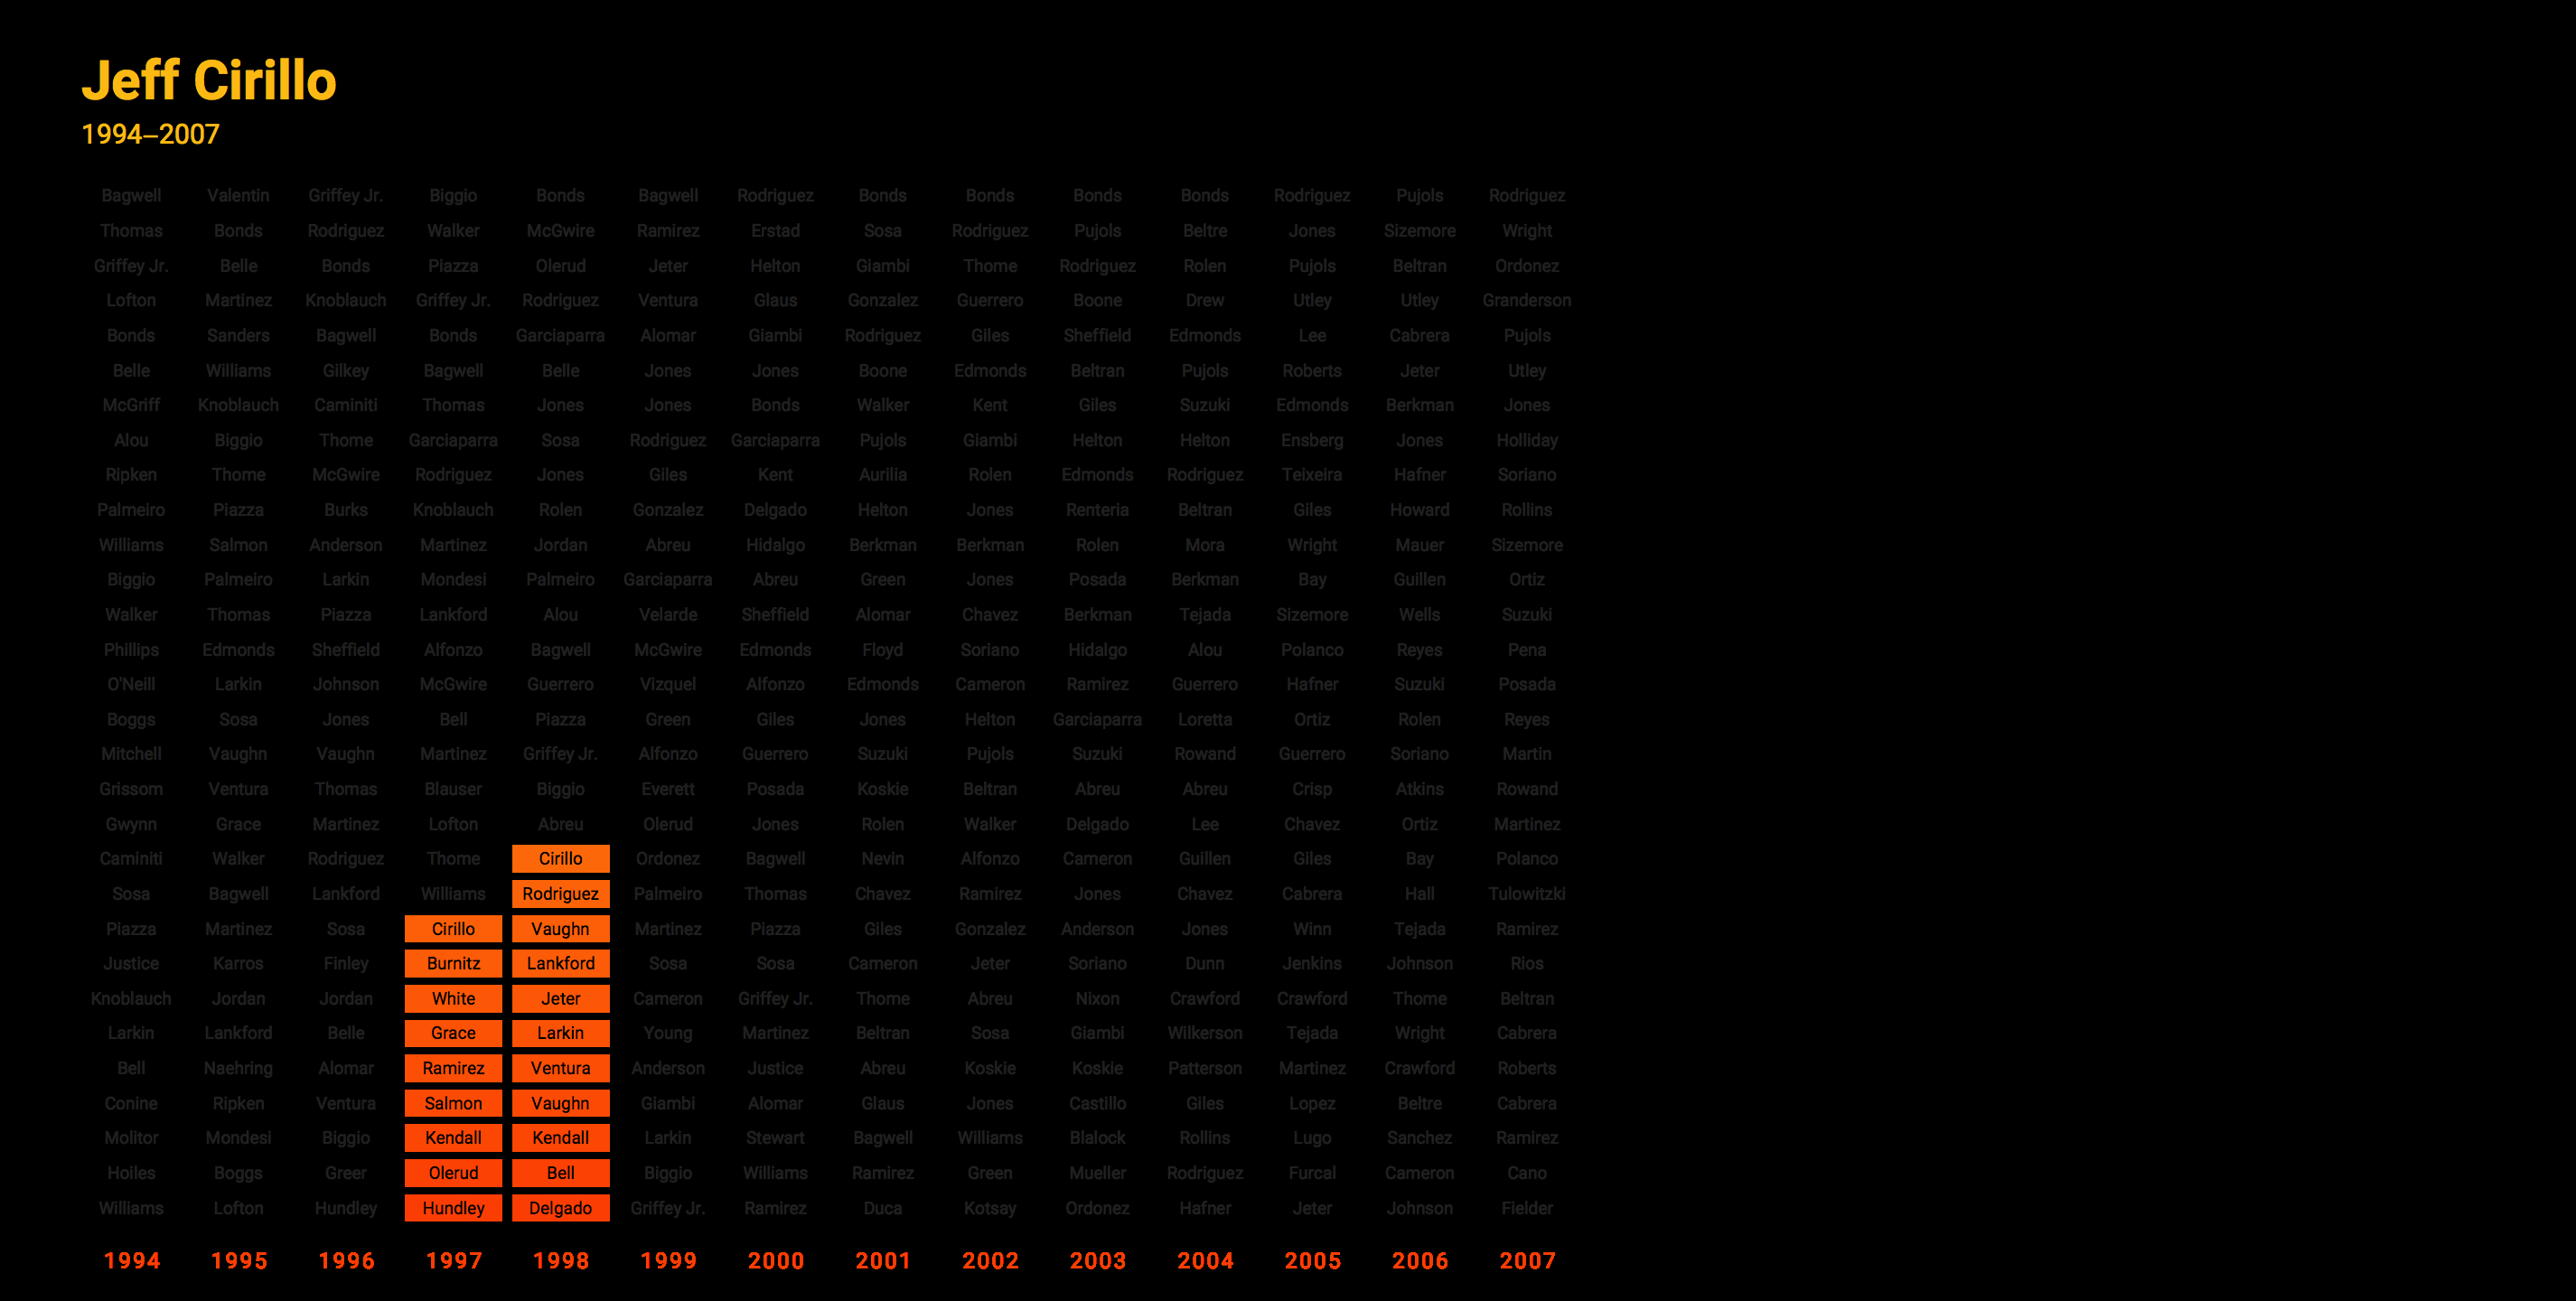 Jeff Cirillo
1994–2007
Bagwell Valentin Griffey Jr. Biggio Bonds Bagwell Rodriguez Bonds Bonds Bonds Bonds Rodriguez Pujols Rodriguez
Thomas Bonds Rodriguez Walker McGwire Ramirez Erstad Sosa Rodriguez Pujols Beltre Jones Sizemore Wright
Griffey Jr. Belle Bonds Piazza Olerud Jeter Helton Giambi Thome Rodriguez Rolen Pujols Beltran Ordonez
Lofton Martinez Knoblauch Griffey Jr. Rodriguez Ventura Glaus Gonzalez Guerrero Boone Drew Utley Utley Granderson
Bonds Sanders Bagwell Bonds Garciaparra Alomar Giambi Rodriguez Giles Sheffield Edmonds Lee Cabrera Pujols
Belle Williams Gilkey Bagwell Belle Jones Jones Boone Edmonds Beltran Pujols Roberts Jeter Utley
McGriff Knoblauch Caminiti Thomas Jones Jones Bonds Walker Kent Giles Suzuki Edmonds Berkman Jones
Alou Biggio Thome Garciaparra Sosa Rodriguez Garciaparra Pujols Giambi Helton Helton Ensberg Jones Holliday
Ripken Thome McGwire Rodriguez Jones Giles Kent Aurilia Rolen Edmonds Rodriguez Teixeira Hafner Soriano
Palmeiro Piazza Burks Knoblauch Rolen Gonzalez Delgado Helton Jones Renteria Beltran Giles Howard Rollins
Williams Salmon Anderson Martinez Jordan Abreu Hidalgo Berkman Berkman Rolen Mora Wright Mauer Sizemore
Biggio Palmeiro Larkin Mondesi Palmeiro Garciaparra Abreu Green Jones Posada Berkman Bay Guillen Ortiz
Walker Thomas Piazza Lankford Alou Velarde Sheffield Alomar Chavez Berkman Tejada Sizemore Wells Suzuki
Phillips Edmonds Sheffield Alfonzo Bagwell McGwire Edmonds Floyd Soriano Hidalgo Alou Polanco Reyes Pena
O'Neill Larkin Johnson McGwire Guerrero Vizquel Alfonzo Edmonds Cameron Ramirez Guerrero Hafner Suzuki Posada
Boggs Sosa Jones Bell Piazza Green Giles Jones Helton Garciaparra Loretta Ortiz Rolen Reyes
Mitchell Vaughn Vaughn Martinez Griffey Jr. Alfonzo Guerrero Suzuki Pujols Suzuki Rowand Guerrero Soriano Martin
Grissom Ventura Thomas Blauser Biggio Everett Posada Koskie Beltran Abreu Abreu Crisp Atkins Rowand
Gwynn Grace Martinez Lofton Abreu Olerud Jones Rolen Walker Delgado Lee Chavez Ortiz Martinez
Caminiti Walker Rodriguez Thome Cirillo Ordonez Bagwell Nevin Alfonzo Cameron Guillen Giles Bay Polanco
Sosa Bagwell Lankford Williams Rodriguez Palmeiro Thomas Chavez Ramirez Jones Chavez Cabrera Hall Tulowitzki
Piazza Martinez Sosa Cirillo Vaughn Martinez Piazza Giles Gonzalez Anderson Jones Winn Tejada Ramirez
Justice Karros Finley Burnitz Lankford Sosa Sosa Cameron Jeter Soriano Dunn Jenkins Johnson Rios
Knoblauch Jordan Jordan White Jeter Cameron Griffey Jr. Thome Abreu Nixon Crawford Crawford Thome Beltran
Larkin Lankford Belle Grace Larkin Young Martinez Beltran Sosa Giambi Wilkerson Tejada Wright Cabrera
Bell Naehring Alomar Ramirez Ventura Anderson Justice Abreu Koskie Koskie Patterson Martinez Crawford Roberts
Conine Ripken Ventura Salmon Vaughn Giambi Alomar Glaus Jones Castillo Giles Lopez Beltre Cabrera
Molitor Mondesi Biggio Kendall Kendall Larkin Stewart Bagwell Williams Blalock Rollins Lugo Sanchez Ramirez
Hoiles Boggs Greer Olerud Bell Biggio Williams Ramirez Green Mueller Rodriguez Furcal Cameron Cano
Williams Lofton Hundley Hundley Delgado Griffey Jr. Ramirez Duca Kotsay Ordonez Hafner Jeter Johnson Fielder
1994 1995 1996 1997 1998 1999 2000 2001 2002 2003 2004 2005 2006 2007